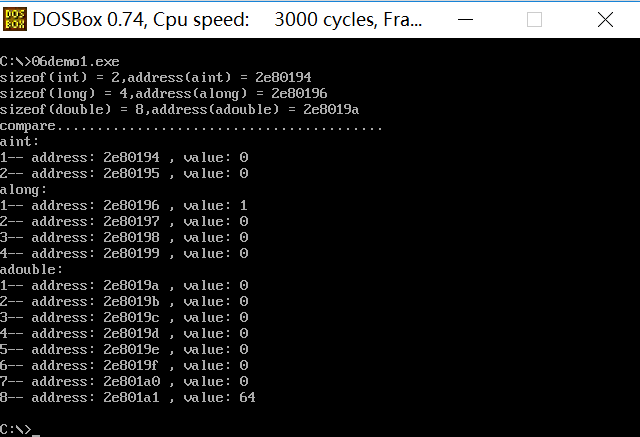 DOS BOX DOSBox 0.74, Cpu speed: 3000 cycles, Fra...
C:\>06demo1.exe
sizeof(int) = 2,address(aint) = 2e80194
sizeof(long) = 4,address(along) = 2e80196
sizeof(double) = 8,address(adouble) = 2e8019a
compare.........................................
aint:
1-- address: 2e80194 , value: 0
2-- address: 2e80195 , value: 0
along:
1-- address: 2e80196 , value: 1
2-- address: 2e80197 , value: 0
3-- address: 2e80198 , value: 0
4-- address: 2e80199 , value: 0
adouble:
1-- address: 2e8019a , value: 0
2-- address: 2e8019b , value: 0
3-- address: 2e8019c , value: 0
4-- address: 2e8019d , value: 0
5-- address: 2e8019e , value: 0
6-- address: 2e8019f , value: 0
7-- address: 2e801a0 , value: 0
8-- address: 2e801a1 , value: 64
C:\>_